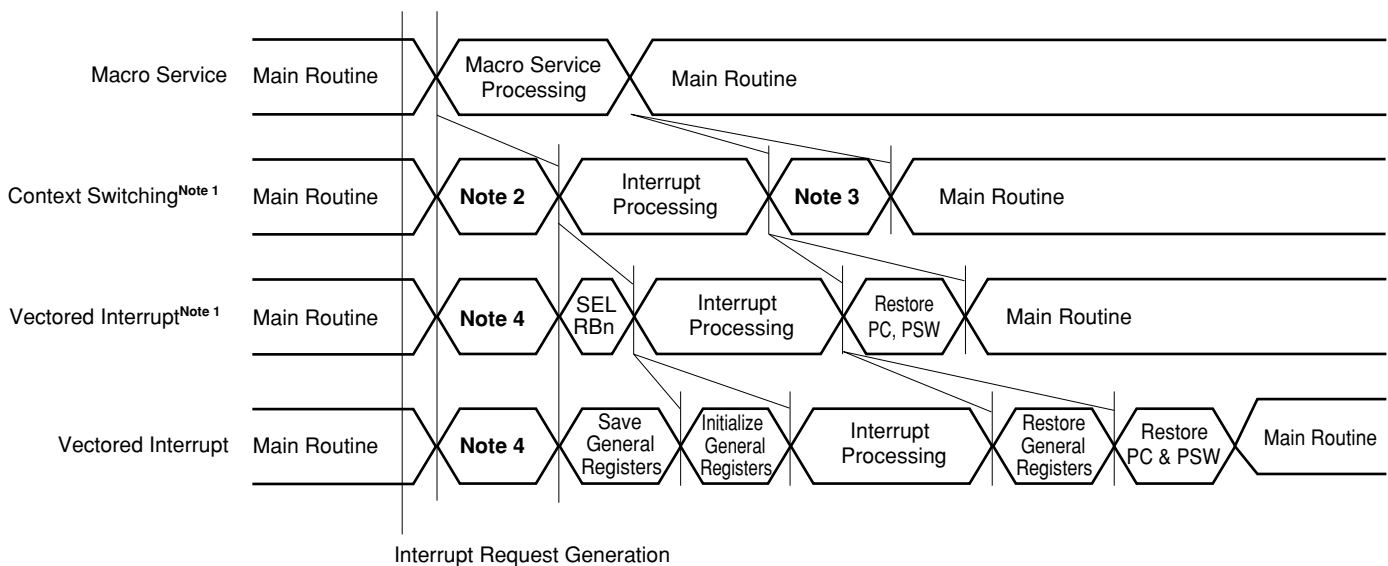 Macro Service
Main Routine
Macro Service
Processing
Main Routine
Context Switching Note 1
Main Routine
Note 2
Interrupt
Processing
Note 3
Main Routine
Vectored Interrupt Note 1
Main Routine
Note 4
SEL
RBn
Interrupt
Processing
Restore
PC, PSW
Main Routine
Vectored Interrupt
Main Routine
Note 4
Save
General
Registers
Initialize
General
Registers
Interrupt
Processing
Restore
General
Registers
Restore
PC & PSW
Main Routine
Interrupt Request Generation